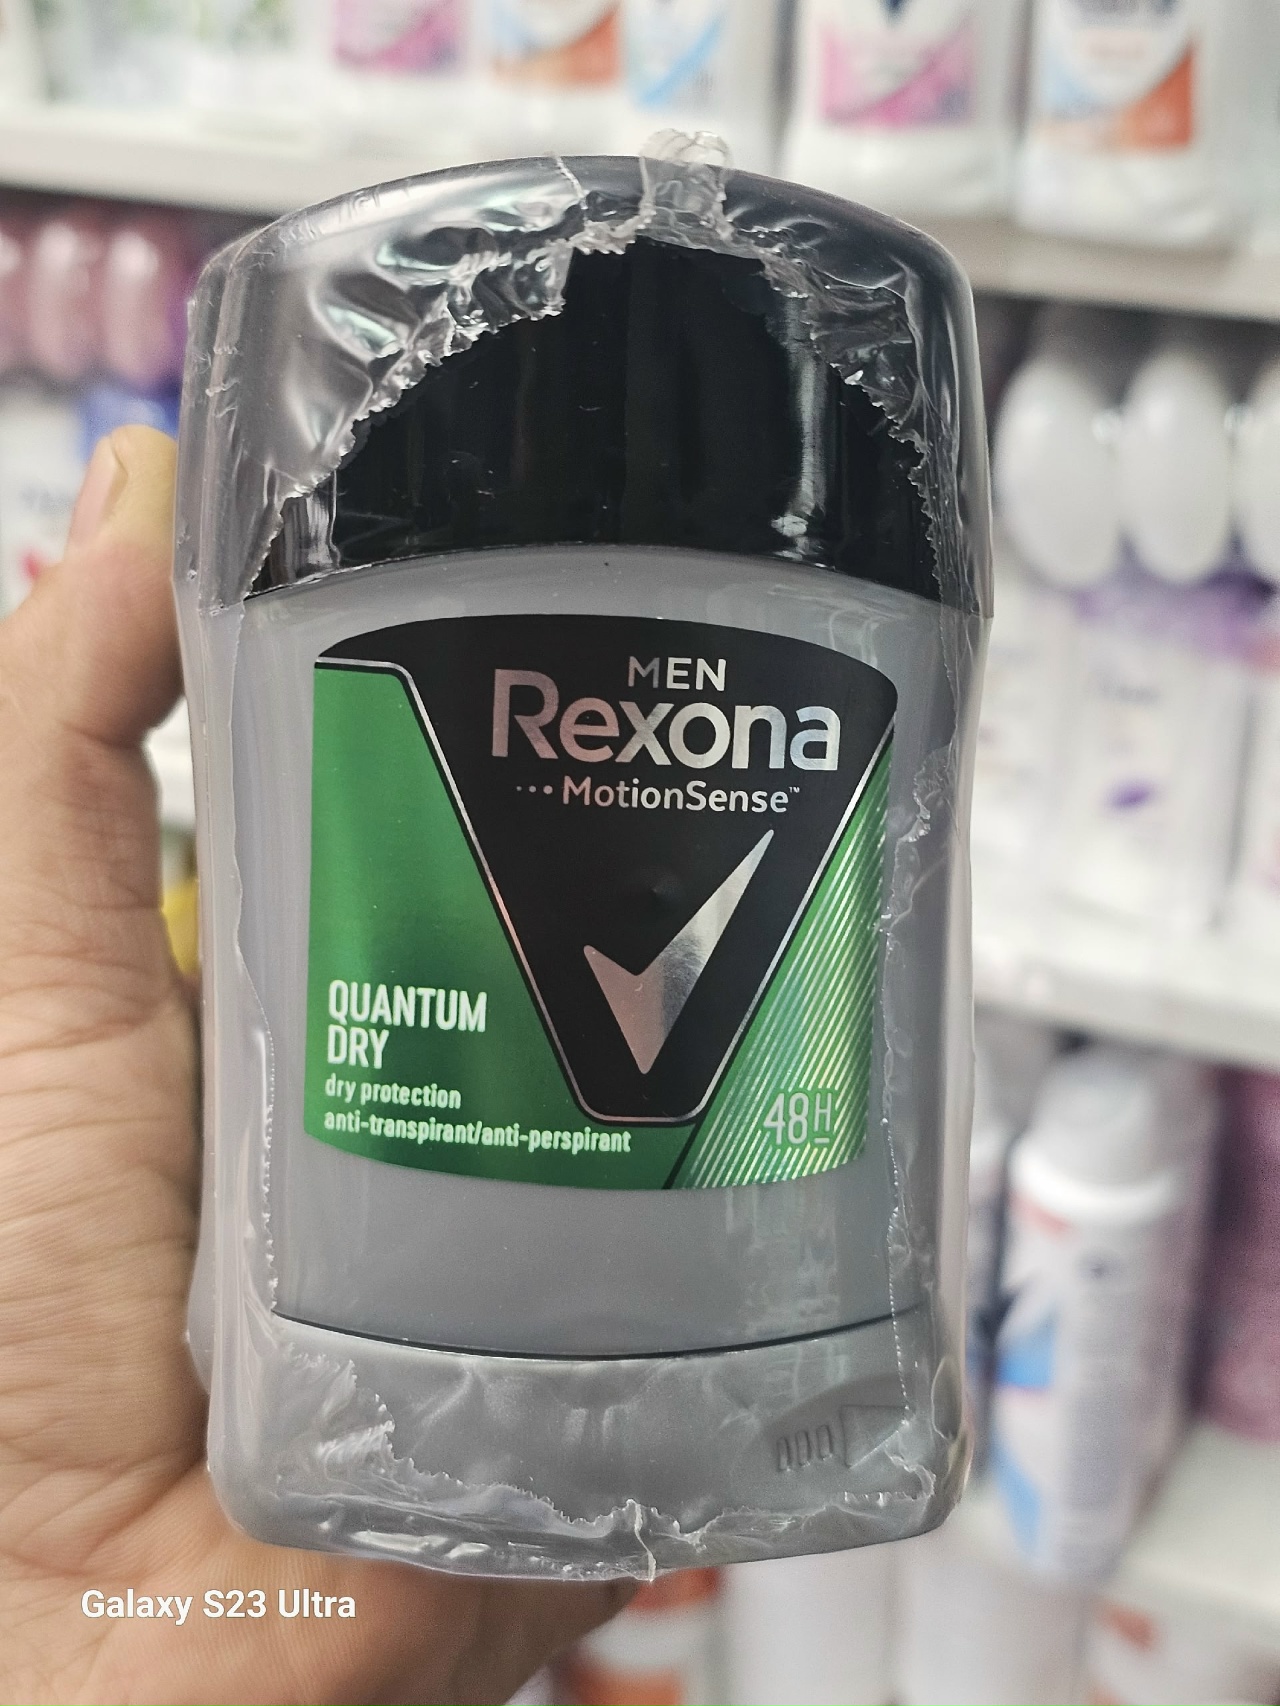 MEN
Rexona
MotionSense™
QUANTUM
DRY
dry protection
anti-transpirant/anti-perspirant
48H
Galaxy S23 Ultra